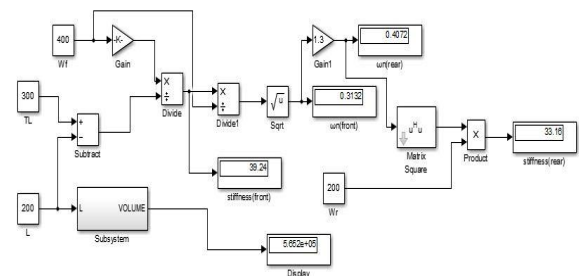 400
Wf
-K-
Gain
1.3
Gain1
0.4072
ωn(rear)
300
TL
+
−
Subtract
×
÷
Divide
×
÷
Divide1
√u
Sqrt
0.3132
ωn(front)
u^H u
Matrix
Square
×
Product
33.16
stiffness(rear)
39.24
stiffness(front)
200
Wr
200
L
L
VOLUME
Subsystem
5.652e+05
Display